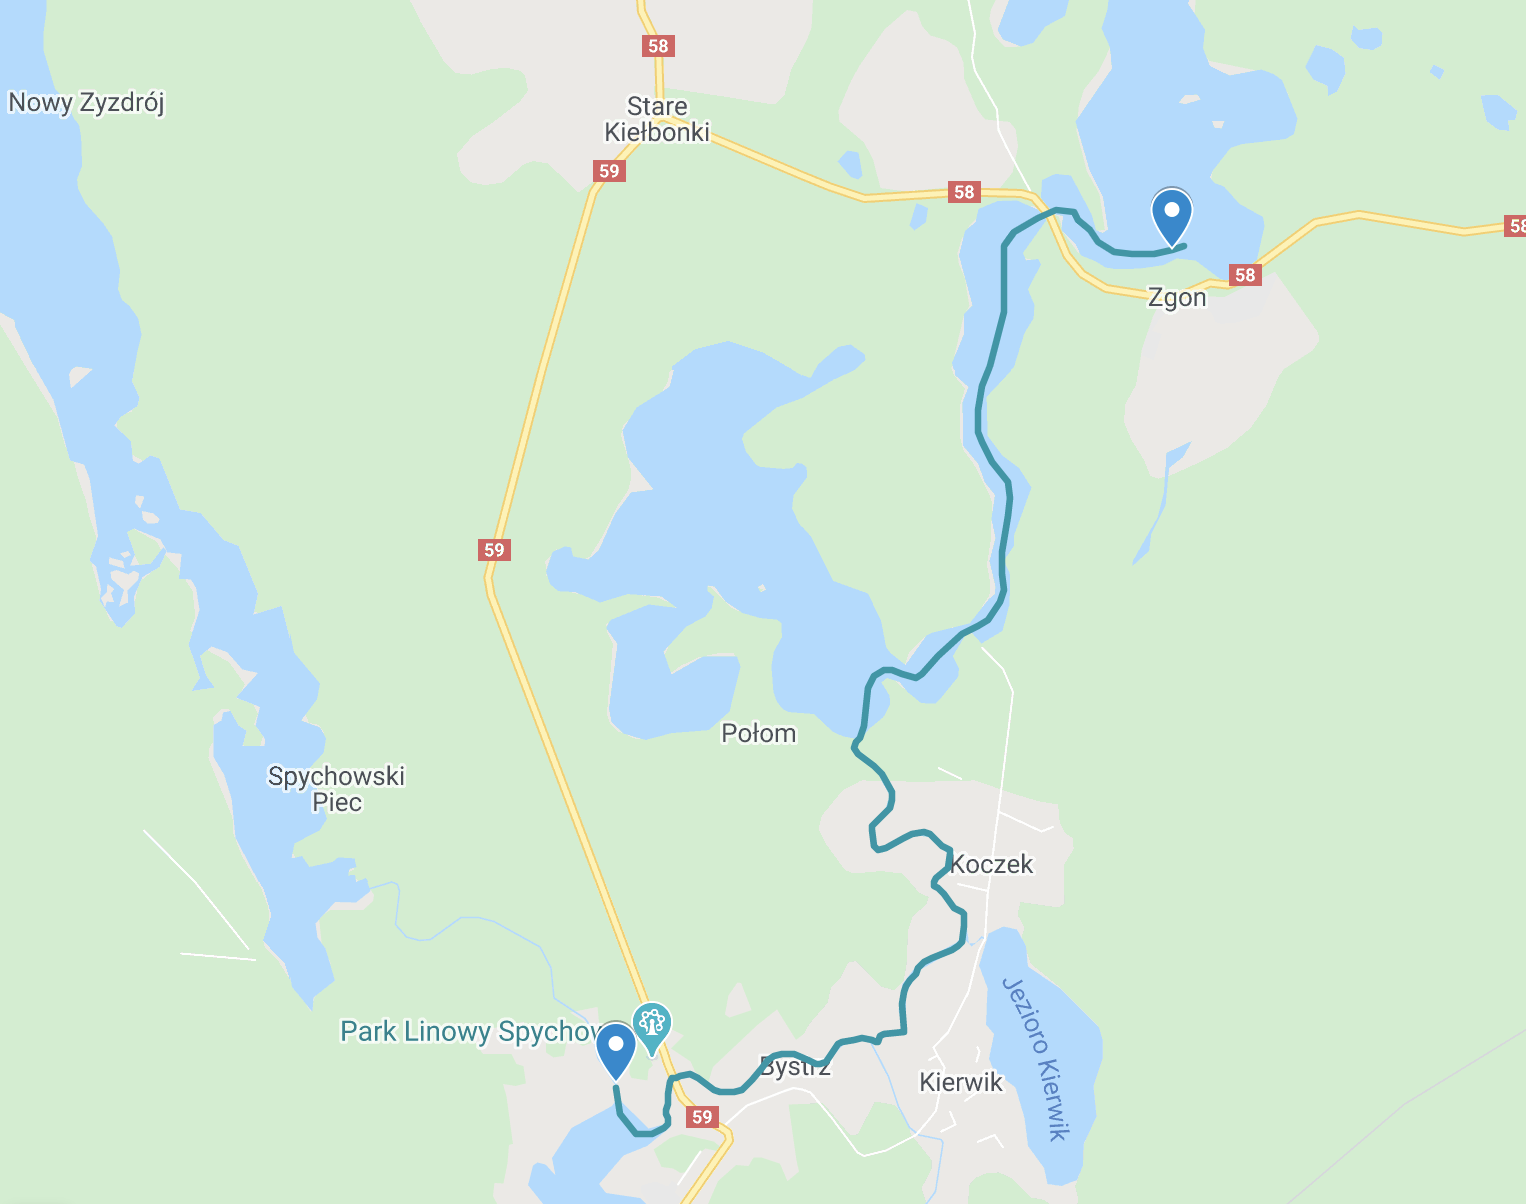 58
Nowy Zyzdrój
Stare
Kiełbonki
59
58
58
58
Zgon
59
Połom
Spychowski
Piec
Koczek
Jezioro Kierwik
Park Linowy Spychow
Bystrz
Kierwik
59